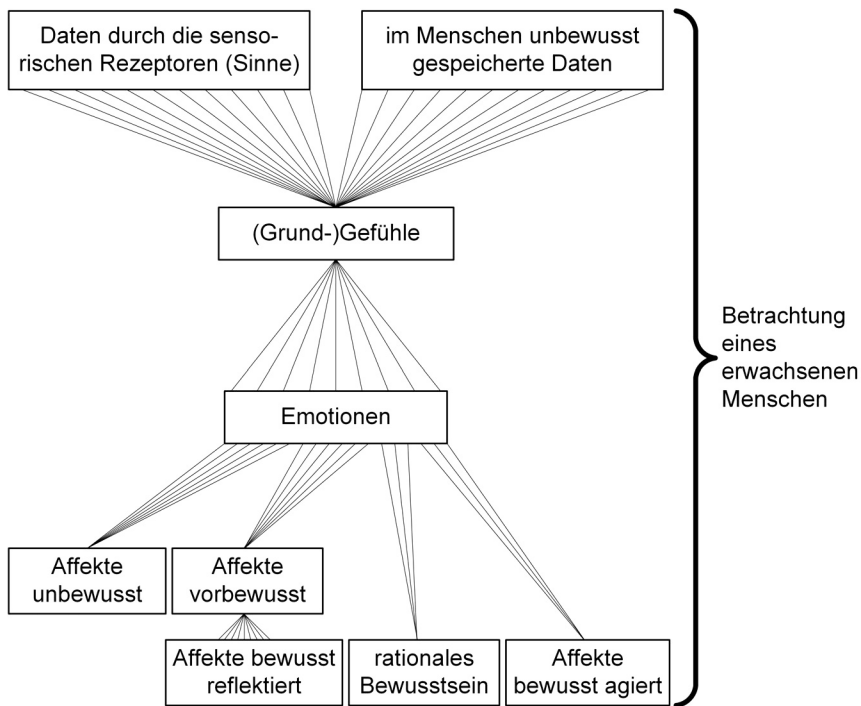 Daten durch die senso-
rischen Rezeptoren (Sinne)
im Menschen unbewusst
gespeicherte Daten
(Grund-)Gefühle
Betrachtung
eines
erwachsenen
Menschen
Emotionen
Affekte
unbewusst
Affekte
vorbewusst
Affekte bewusst
reflektiert
rationales
Bewusstsein
Affekte
bewusst agiert